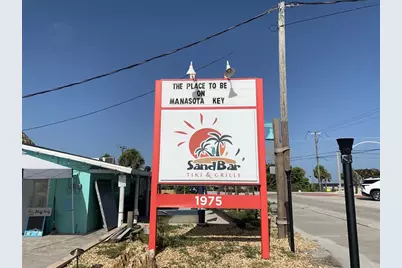 THE PLACE TO BE
ON
MANASOTA KEY
SandBar
TIKI & GRILLE
1975